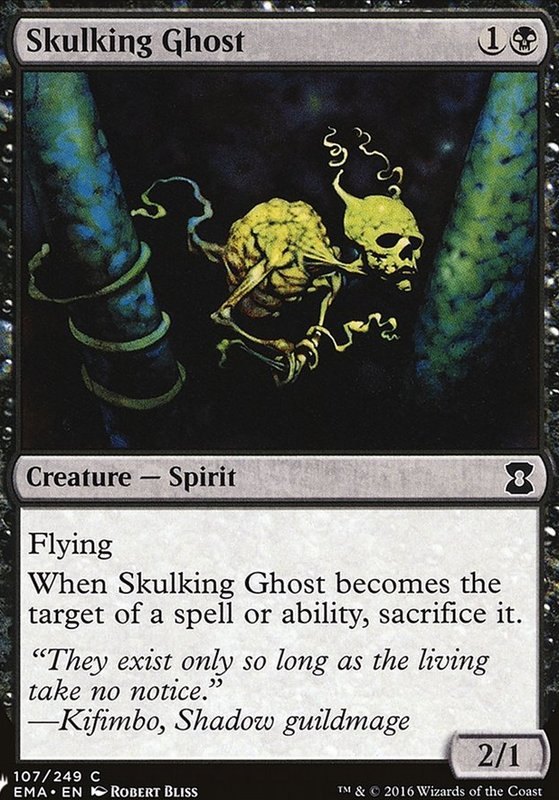 Skulking Ghost 1
Creature — Spirit
Flying
When Skulking Ghost becomes the
target of a spell or ability, sacrifice it.
“They exist only so long as the living
take no notice.”
—Kifimbo, Shadow guildmage
2/1
107/249 C
EMA • EN ROBERT BLISS
™ & © 2016 Wizards of the Coast